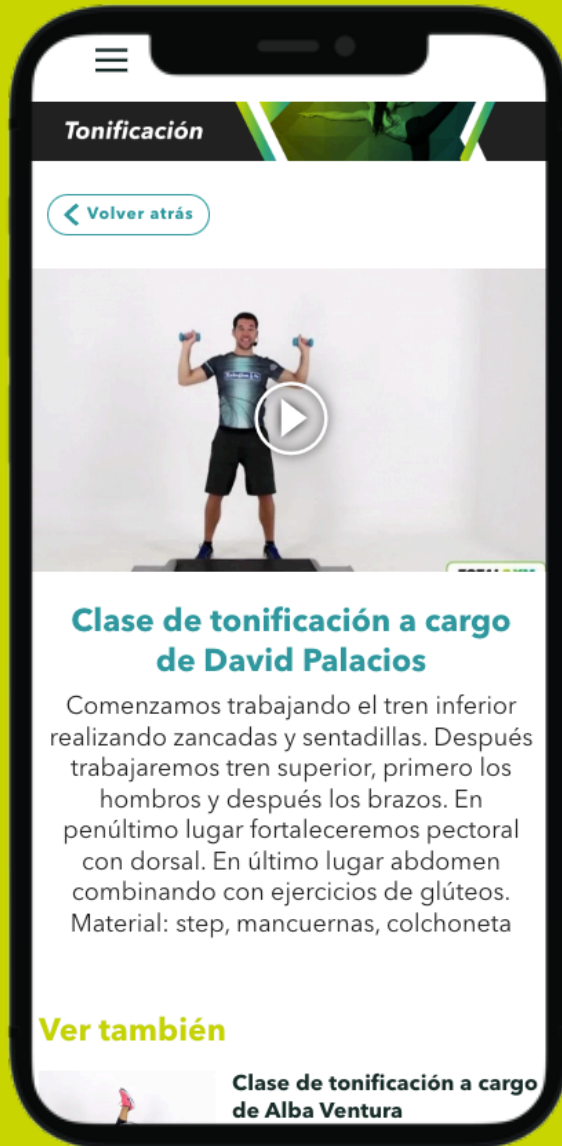 Tonificación
Volver atrás
Clase de tonificación a cargo
de David Palacios
Comenzamos trabajando el tren inferior
realizando zancadas y sentadillas. Después
trabajaremos tren superior, primero los
hombros y después los brazos. En
penúltimo lugar fortaleceremos pectoral
con dorsal. En último lugar abdomen
combinando con ejercicios de glúteos.
Material: step, mancuernas, colchoneta
Ver también
Clase de tonificación a cargo
de Alba Ventura